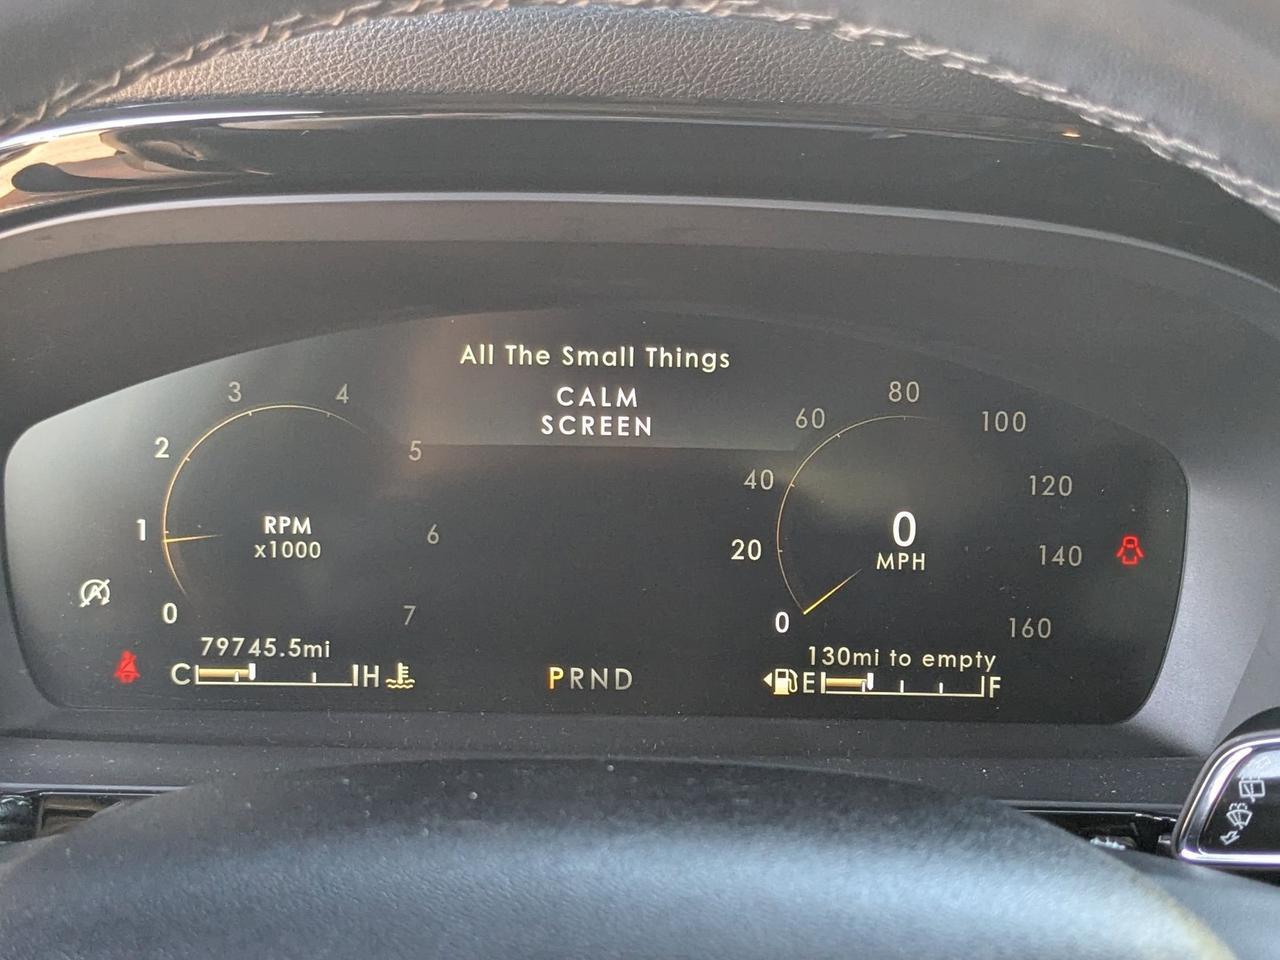 All The Small Things
CALM
SCREEN
3
4
2
5
1
RPM
x1000
6
0
7
79745.5mi
C H
PRND
80
60
100
40
120
20
0
MPH
140
0
160
130mi to empty
E F
A